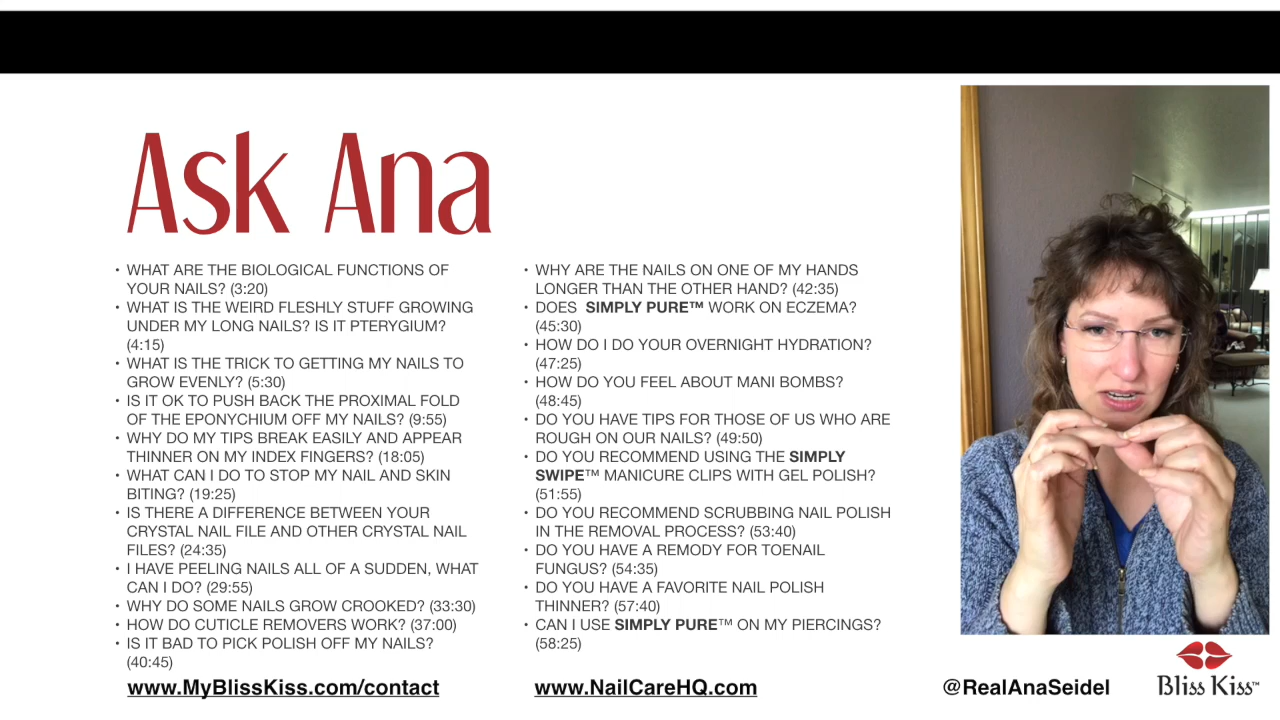 Ask Ana
• WHAT ARE THE BIOLOGICAL FUNCTIONS OF
YOUR NAILS? (3:20)
• WHAT IS THE WEIRD FLESHLY STUFF GROWING
UNDER MY LONG NAILS? IS IT PTERYGIUM?
(4:15)
• WHAT IS THE TRICK TO GETTING MY NAILS TO
GROW EVENLY? (5:30)
• IS IT OK TO PUSH BACK THE PROXIMAL FOLD
OF THE EPONYCHIUM OFF MY NAILS? (9:55)
• WHY DO MY TIPS BREAK EASILY AND APPEAR
THINNER ON MY INDEX FINGERS? (18:05)
• WHAT CAN I DO TO STOP MY NAIL AND SKIN
BITING? (19:25)
• IS THERE A DIFFERENCE BETWEEN YOUR
CRYSTAL NAIL FILE AND OTHER CRYSTAL NAIL
FILES? (24:35)
• I HAVE PEELING NAILS ALL OF A SUDDEN, WHAT
CAN I DO? (29:55)
• WHY DO SOME NAILS GROW CROOKED? (33:30)
• HOW DO CUTICLE REMOVERS WORK? (37:00)
• IS IT BAD TO PICK POLISH OFF MY NAILS?
(40:45)
• WHY ARE THE NAILS ON ONE OF MY HANDS
LONGER THAN THE OTHER HAND? (42:35)
• DOES SIMPLY PURE™ WORK ON ECZEMA?
(45:30)
• HOW DO I DO YOUR OVERNIGHT HYDRATION?
(47:25)
• HOW DO YOU FEEL ABOUT MANI BOMBS?
(48:45)
• DO YOU HAVE TIPS FOR THOSE OF US WHO ARE
ROUGH ON OUR NAILS? (49:50)
• DO YOU RECOMMEND USING THE SIMPLY
SWIPE™ MANICURE CLIPS WITH GEL POLISH?
(51:55)
• DO YOU RECOMMEND SCRUBBING NAIL POLISH
IN THE REMOVAL PROCESS? (53:40)
• DO YOU HAVE A REMODY FOR TOENAIL
FUNGUS? (54:35)
• DO YOU HAVE A FAVORITE NAIL POLISH
THINNER? (57:40)
• CAN I USE SIMPLY PURE™ ON MY PIERCINGS?
(58:25)
www.MyBlissKiss.com/contact
www.NailCareHQ.com
@RealAnaSeidel
Bliss Kiss™